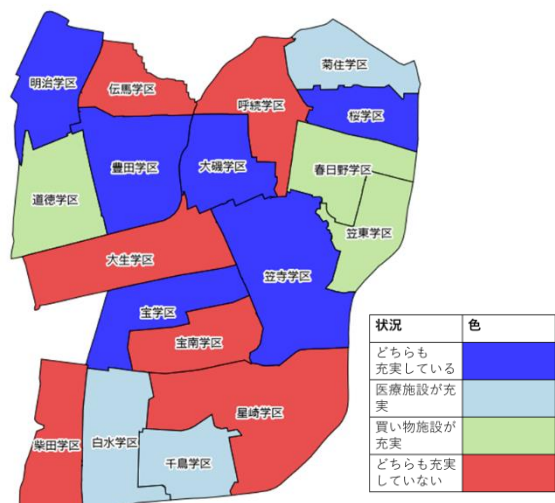 菊住学区
明治学区
伝馬学区
呼続学区
桜学区
豊田学区
大磯学区
春日野学区
道徳学区
笠東学区
大生学区
笠寺学区
宝学区
宝南学区
星崎学区
柴田学区
白水学区
千鳥学区
状況 色
どちらも
充実している
医療施設が充
実
買い物施設が
充実
どちらも充実
していない